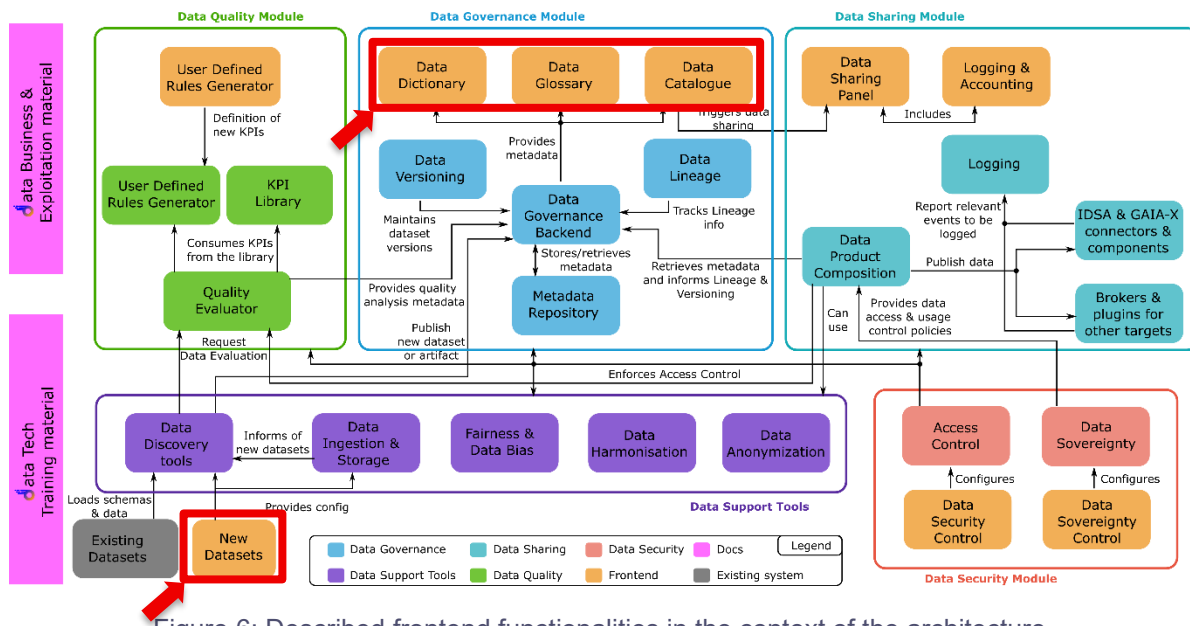 Data Quality Module
Data Governance Module
Data Sharing Module
ata Business &
Exploitation material
User Defined
Rules Generator
Definition of
new KPIs
User Defined
Rules Generator
KPI
Library
Consumes KPIs
from the library
Quality
Evaluator
Request
Data Evaluation
Data
Dictionary
Data
Glossary
Data
Catalogue
Triggers data
sharing
Provides
metadata
Data
Versioning
Data
Lineage
Maintains
dataset
versions
Data
Governance
Backend
Tracks Lineage
info
Stores/retrieves
metadata
Provides quality
analysis metadata
Metadata
Repository
Retrieves metadata
and informs Lineage &
Versioning
Publish
new dataset
or artifact
Data
Sharing
Panel
Logging &
Accounting
Includes
Logging
Report relevant
events to be
logged
IDSA & GAIA-X
connectors &
components
Data
Product
Composition
Publish data
Brokers &
plugins for
other targets
Can
use
Provides data
access & usage
control policies
Enforces Access Control
ata Tech
Training material
Data
Discovery
tools
Informs of
new datasets
Data
Ingestion &
Storage
Fairness &
Data Bias
Data
Harmonisation
Data
Anonymization
Data Support Tools
Loads schemas
& data
Provides config
Existing
Datasets
New
Datasets
Access
Control
Data
Sovereignty
Configures
Configures
Data
Security
Control
Data
Sovereignty
Control
Data Security Module
Legend
Data Governance
Data Sharing
Data Security
Docs
Data Support Tools
Data Quality
Frontend
Existing system
Figure 6: Described frontend functionalities in the context of the architecture